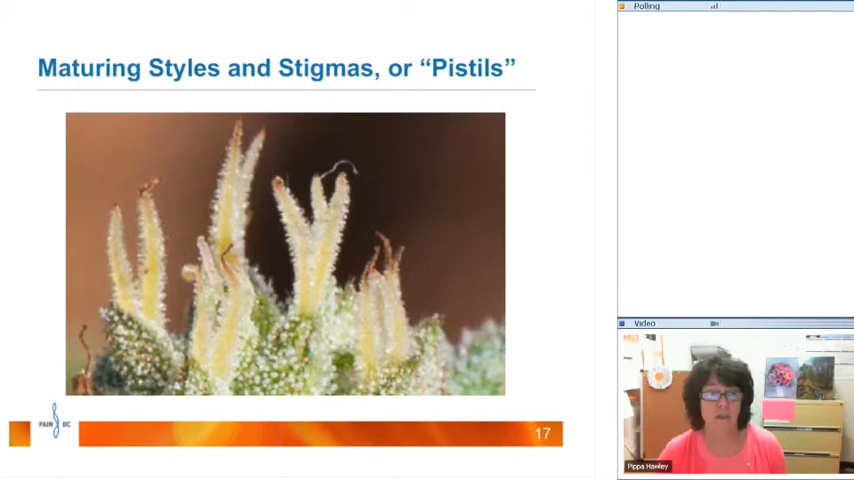 Maturing Styles and Stigmas, or “Pistils”
PAIN BC
17
Polling
Video
Pippa Hawley